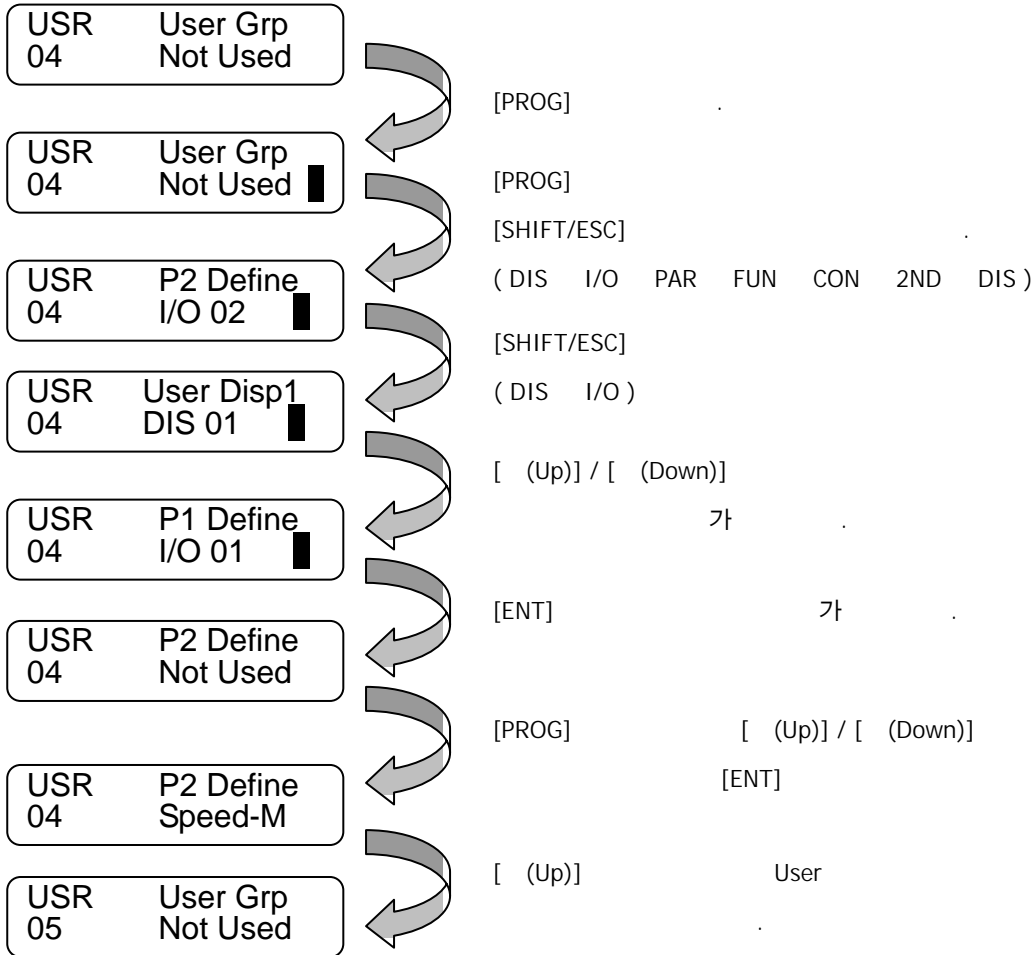 USR User Grp
04 Not Used
[PROG] .
USR User Grp
04 Not Used
[PROG]
[SHIFT/ESC] .
( DIS I/O PAR FUN CON 2ND DIS )
USR P2 Define
04 I/O 02
[SHIFT/ESC]
( DIS I/O )
USR User Disp1
04 DIS 01
[ (Up)] / [ (Down)]
가 .
USR P1 Define
04 I/O 01
[ENT] 가 .
USR P2 Define
04 Not Used
[PROG] [ (Up)] / [ (Down)]
[ENT]
USR P2 Define
04 Speed-M
[ (Up)] User
.
USR User Grp
05 Not Used